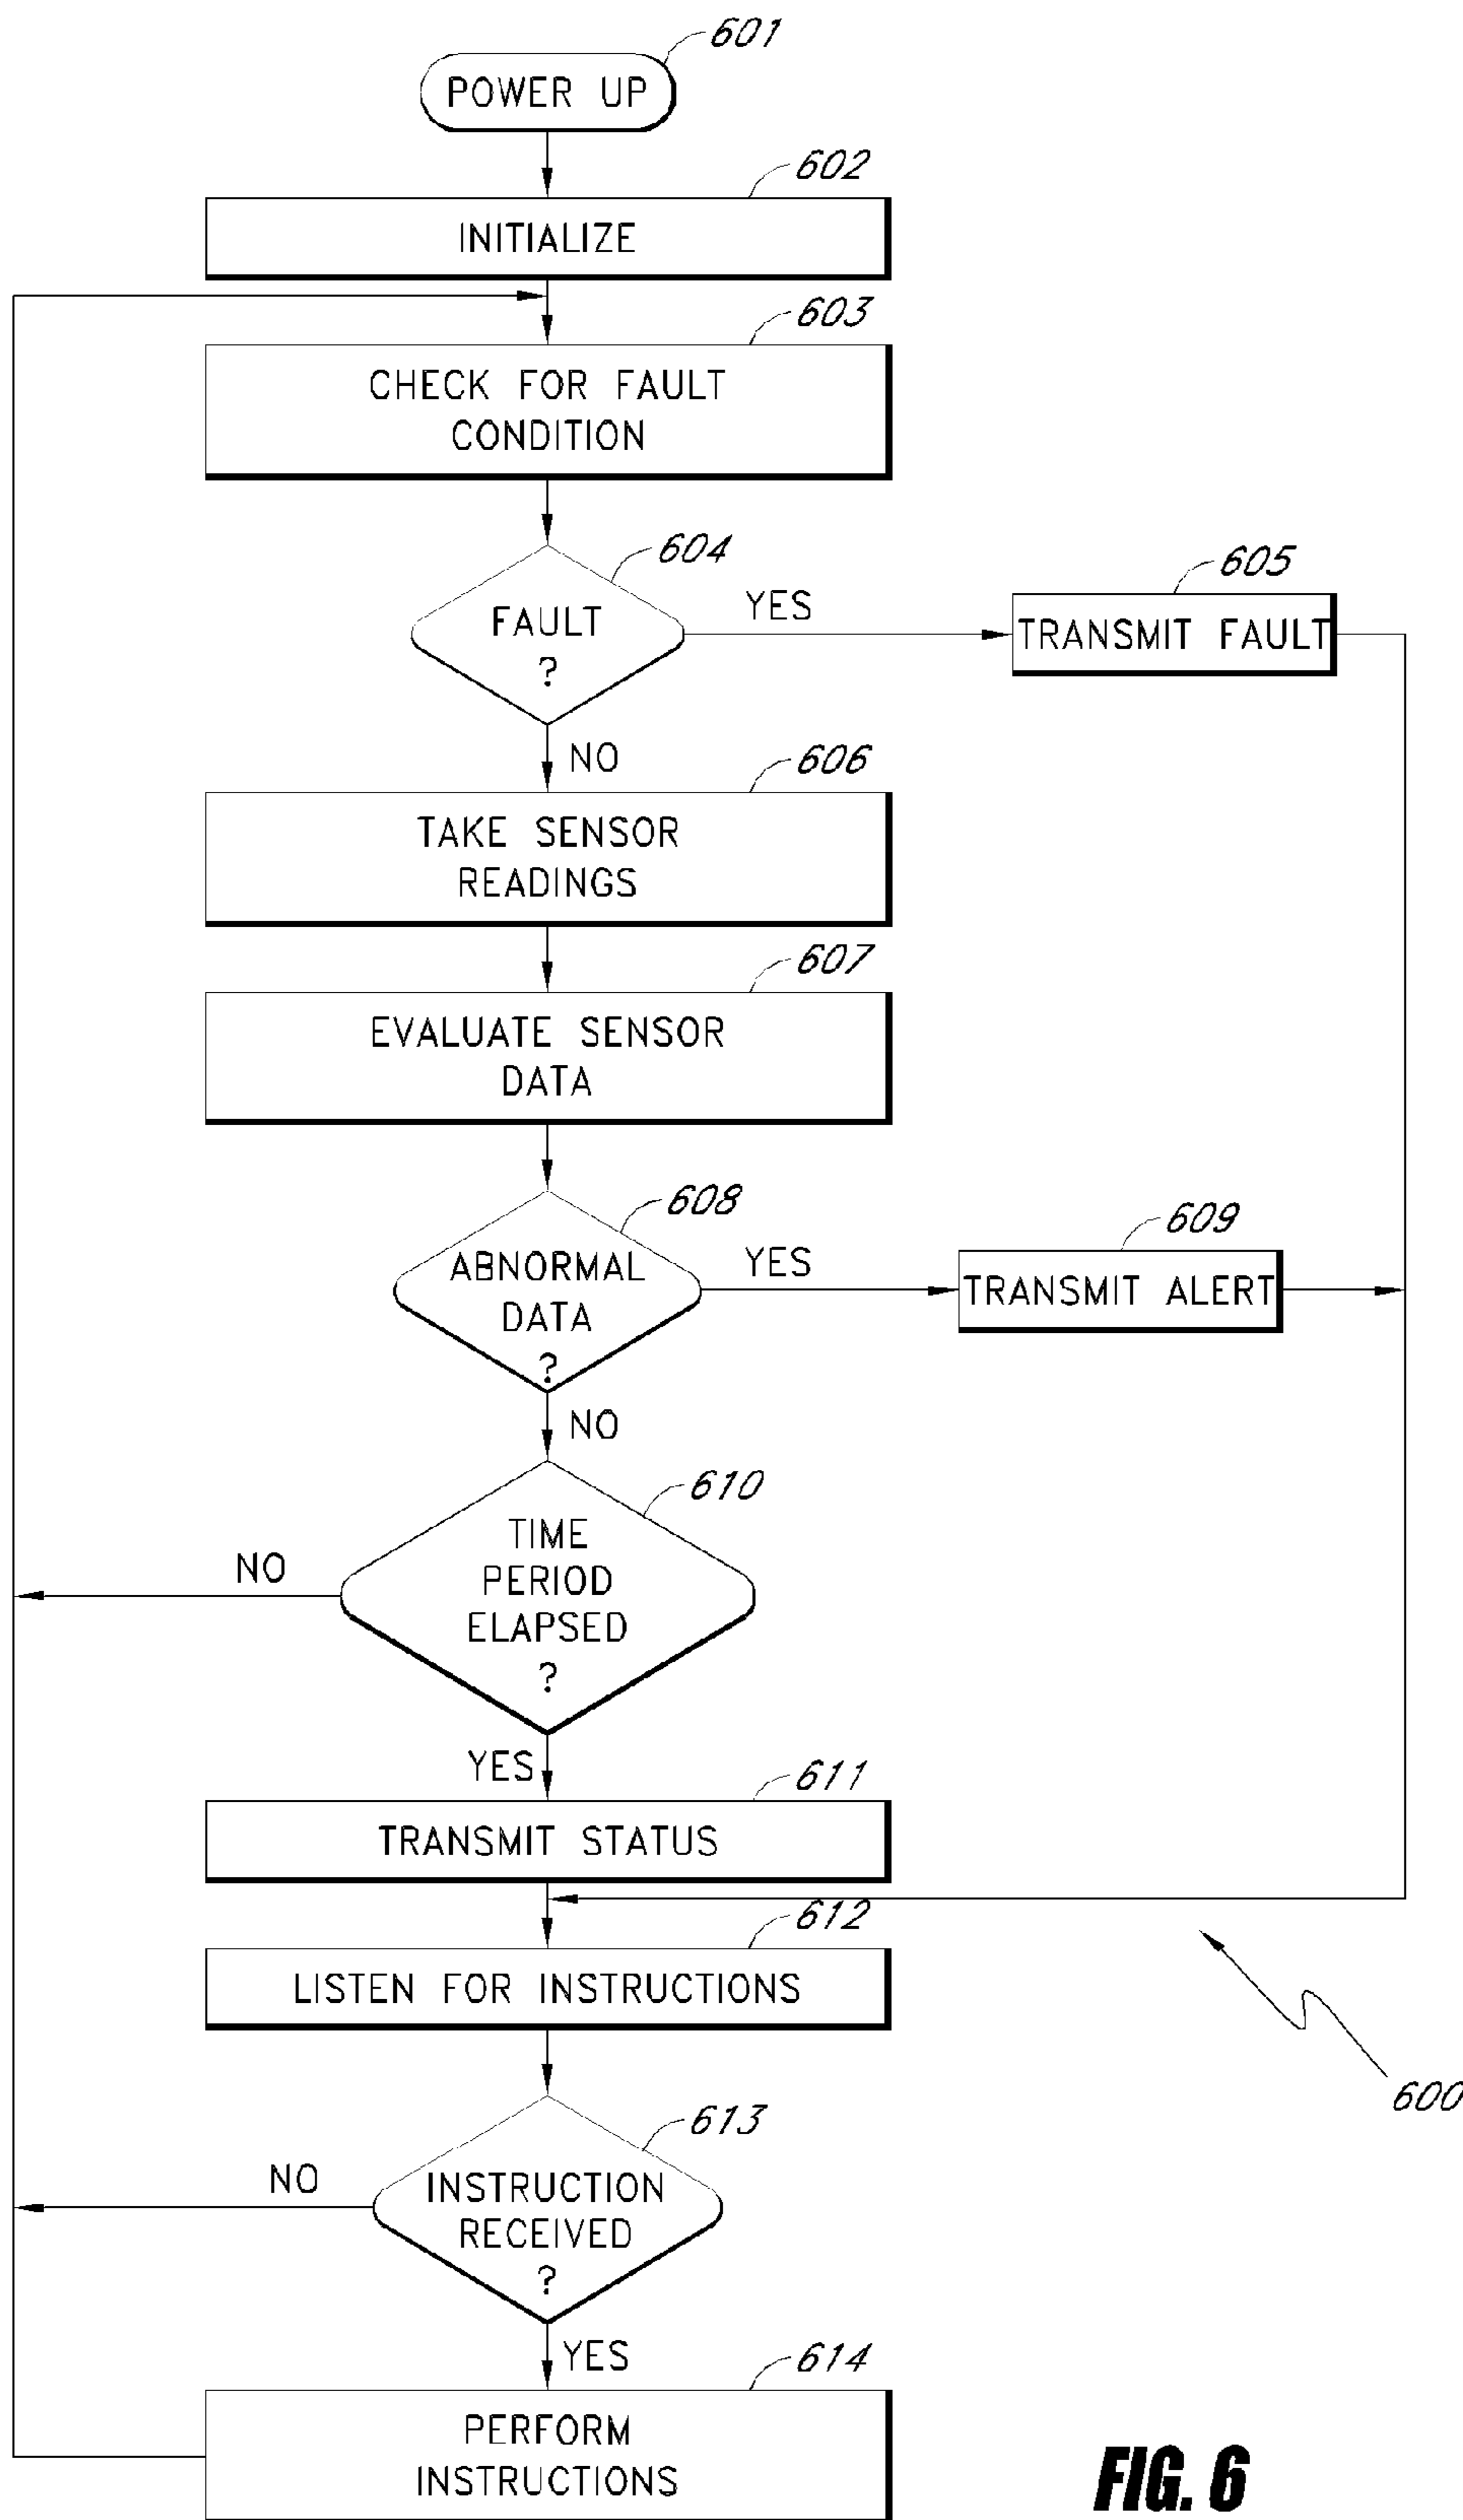 601
POWER UP
602
INITIALIZE
603
CHECK FOR FAULT
CONDITION
604
FAULT
?
YES
605
TRANSMIT FAULT
NO
606
TAKE SENSOR
READINGS
607
EVALUATE SENSOR
DATA
608
ABNORMAL
DATA
?
YES
609
TRANSMIT ALERT
NO
610
TIME
PERIOD
ELAPSED
?
NO
YES
611
TRANSMIT STATUS
612
LISTEN FOR INSTRUCTIONS
600
613
INSTRUCTION
RECEIVED
?
NO
YES
614
PERFORM
INSTRUCTIONS
FIG. 6